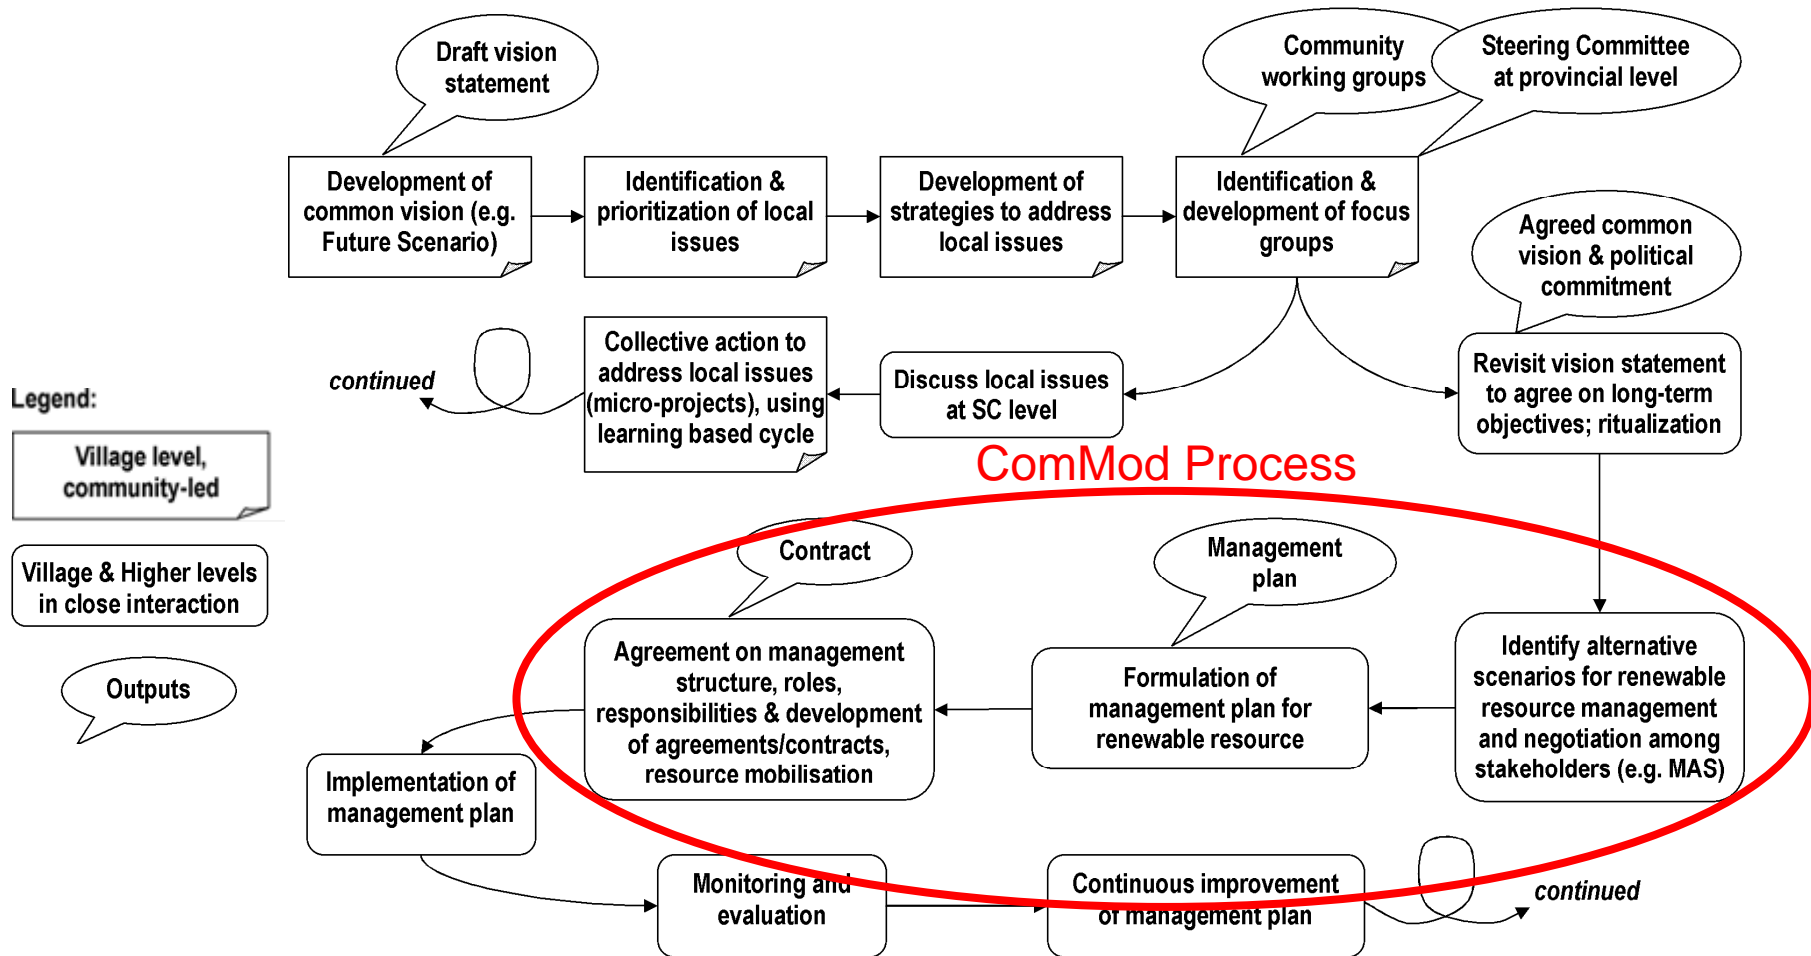 Draft vision
statement
Community
working groups
Steering Committee
at provincial level
Development of
common vision (e.g.
Future Scenario)
Identification &
prioritization of local
issues
Development of
strategies to address
local issues
Identification &
development of focus
groups
Agreed common
vision & political
commitment
continued
Collective action to
address local issues
(micro-projects), using
learning based cycle
Discuss local issues
at SC level
Revisit vision statement
to agree on long-term
objectives; ritualization
Legend:
Village level,
community-led
Village & Higher levels
in close interaction
Outputs
ComMod Process
Contract
Management
plan
Agreement on management
structure, roles,
responsibilities & development
of agreements/contracts,
resource mobilisation
Formulation of
management plan for
renewable resource
Identify alternative
scenarios for renewable
resource management
and negotiation among
stakeholders (e.g. MAS)
Implementation of
management plan
Monitoring and
evaluation
Continuous improvement
of management plan
continued